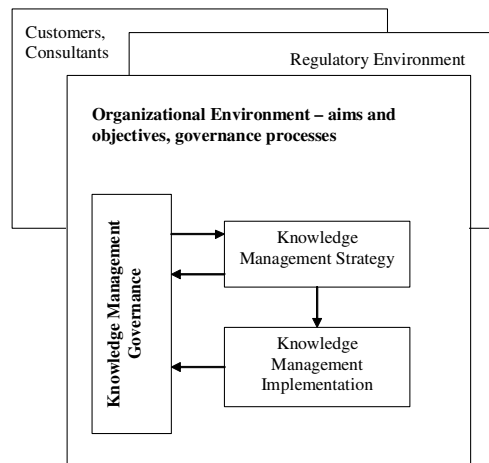 Customers,
Consultants
Regulatory Environment
Organizational Environment – aims and
objectives, governance processes
Knowledge Management
Governance
Knowledge
Management Strategy
Knowledge
Management
Implementation